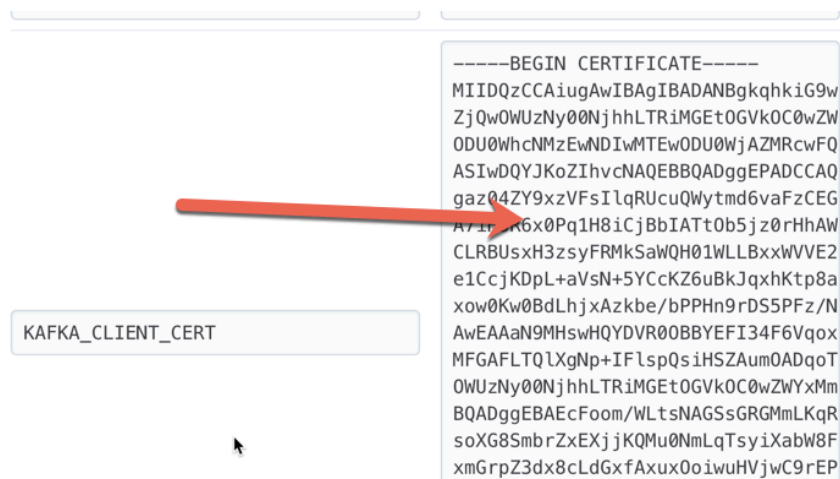 -----BEGIN CERTIFICATE-----
MIIDQzCCAiugAwIBAgIBADANBgkqhkiG9w
ZjQwOWUzNy00NjhhLTRiMGEtOGVkOC0wZW
ODU0WhcNMzEwNDIwMTEwODU0WjAZMRcwFQ
ASIwDQYJKoZIhvcNAQEBBQADggEPADCCAQ
gaz04ZY9xzVFsIlqRUcuQWytmd6vaFzCEG
CLRBUsxH3zsyFRMkSaWQH01WLLBxxWVVE2
e1CcjKDpL+aVsN+5YCcKZ6uBkJqxhKtp8a
xow0Kw0BdLhjxAzkbe/bPPHn9rDS5PFz/N
KAFKA_CLIENT_CERT
AwEAAaN9MHswHQYDVR0OBBYEFI34F6Vqox
MFGAFLTQlXgNp+IFlspQsiHSZAumOADqoT
OWUzNy00NjhhLTRiMGEtOGVkOC0wZWYxMm
BQADggEBAEcFoom/WLtsNAGSsGRGMmLKqR
soXG8SmbrZxEXjjKQMu0NmLqTsyiXabW8F
xmGrpZ3dx8cLdGxfAxuxOoiwuHVjwC9rEP